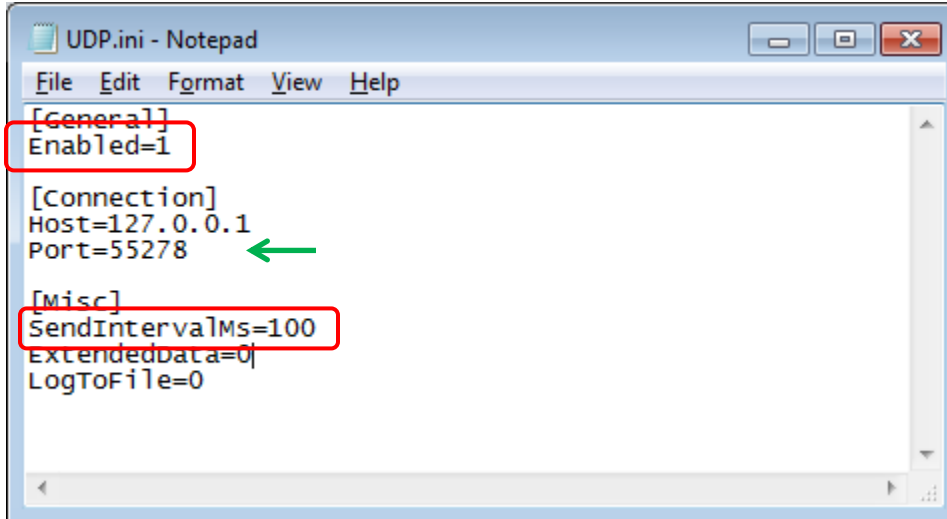 UDP.ini - Notepad
File Edit Format View Help
[General]
Enabled=1
[Connection]
Host=127.0.0.1
Port=55278
[Misc]
SendIntervalMs=100
ExtendedData=0
LogToFile=0